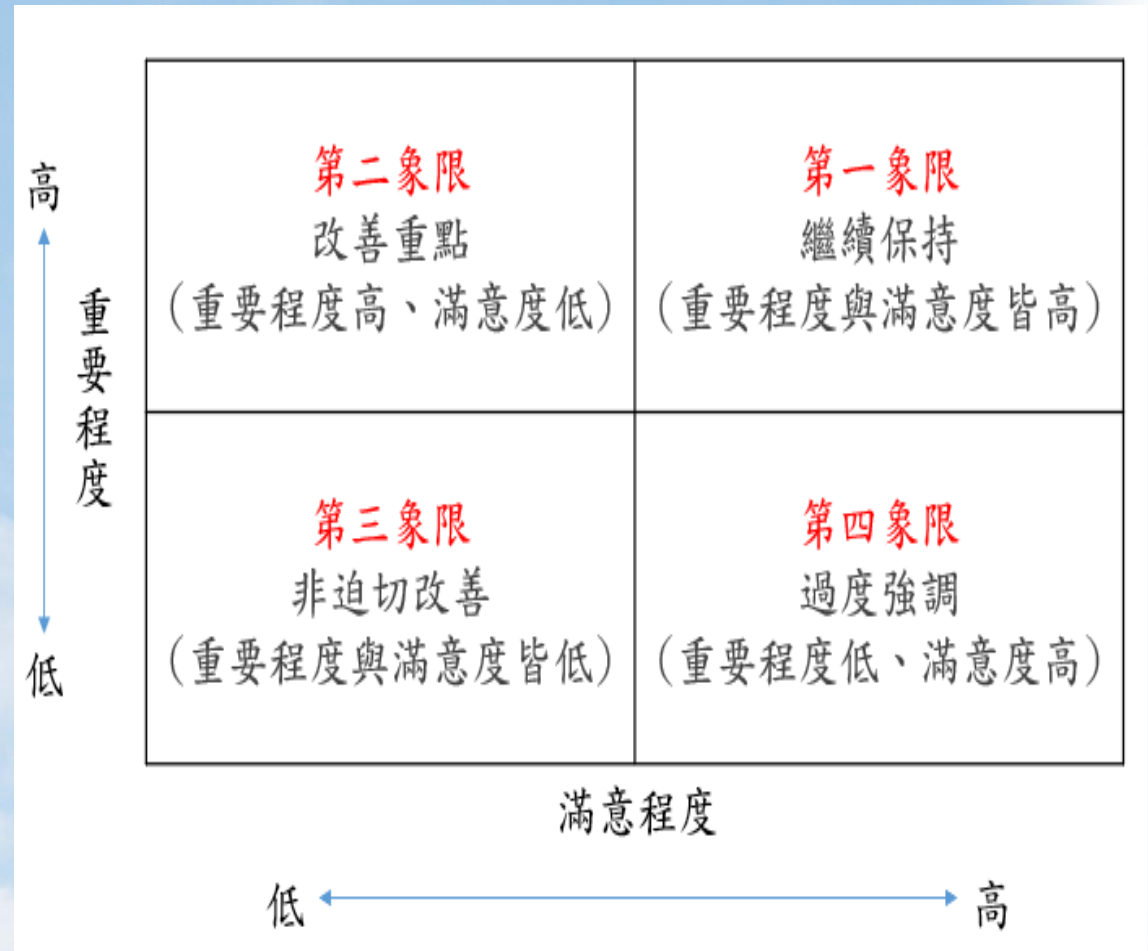 高
重要程度
低
第二象限
改善重點
（重要程度高、滿意度低）
第一象限
繼續保持
（重要程度與滿意度皆高）
第三象限
非迫切改善
（重要程度與滿意度皆低）
第四象限
過度強調
（重要程度低、滿意度高）
滿意程度
低
高